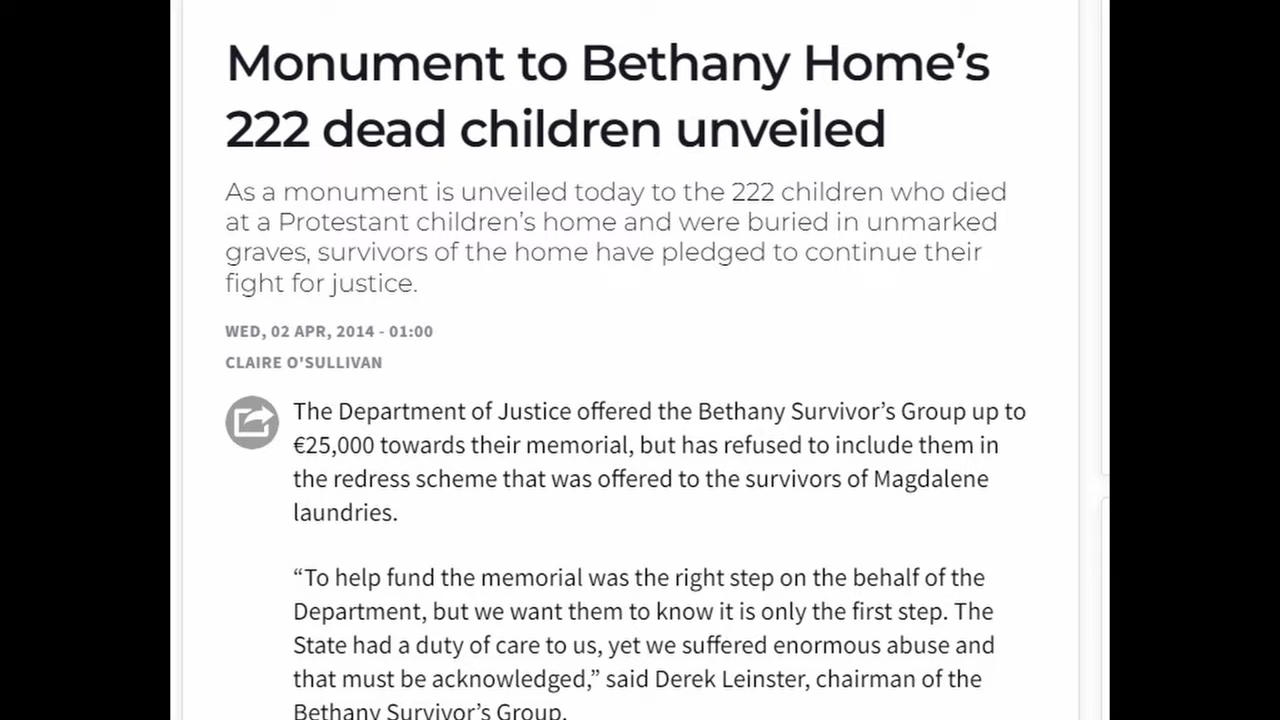 Monument to Bethany Home’s
222 dead children unveiled
As a monument is unveiled today to the 222 children who died
at a Protestant children’s home and were buried in unmarked
graves, survivors of the home have pledged to continue their
fight for justice.
WED, 02 APR, 2014 - 01:00
CLAIRE O'SULLIVAN
The Department of Justice offered the Bethany Survivor’s Group up to
€25,000 towards their memorial, but has refused to include them in
the redress scheme that was offered to the survivors of Magdalene
laundries.
“To help fund the memorial was the right step on the behalf of the
Department, but we want them to know it is only the first step. The
State had a duty of care to us, yet we suffered enormous abuse and
that must be acknowledged,” said Derek Leinster, chairman of the
Bethany Survivor’s Group.